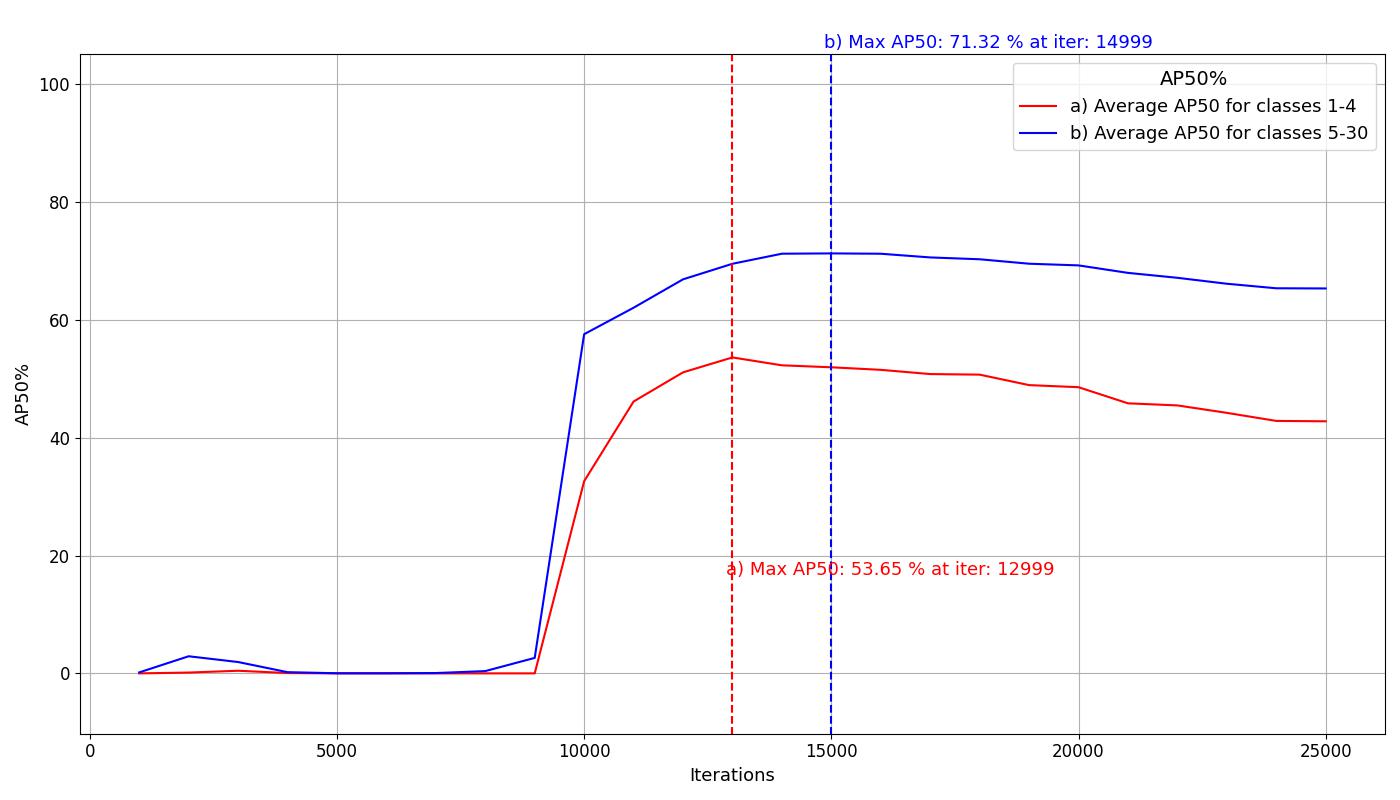 b) Max AP50: 71.32 % at iter: 14999
AP50%
a) Average AP50 for classes 1-4
b) Average AP50 for classes 5-30
100
80
60
40
20
0
AP50%
a) Max AP50: 53.65 % at iter: 12999
0
5000
10000
15000
20000
25000
Iterations